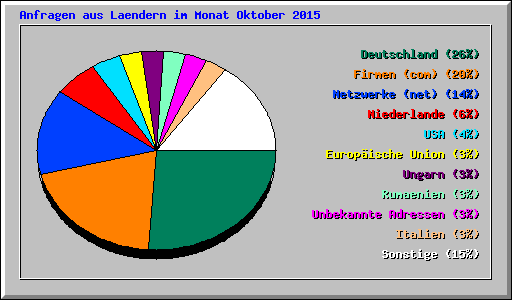 Anfragen aus Laendern im Monat Oktober 2015
Deutschland (26%)
Firmen (com) (20%)
Netzwerke (net) (14%)
Niederlande (6%)
USA (4%)
Europäische Union (3%)
Ungarn (3%)
Rumaenien (3%)
Unbekannte Adressen (3%)
Italien (3%)
Sonstige (15%)